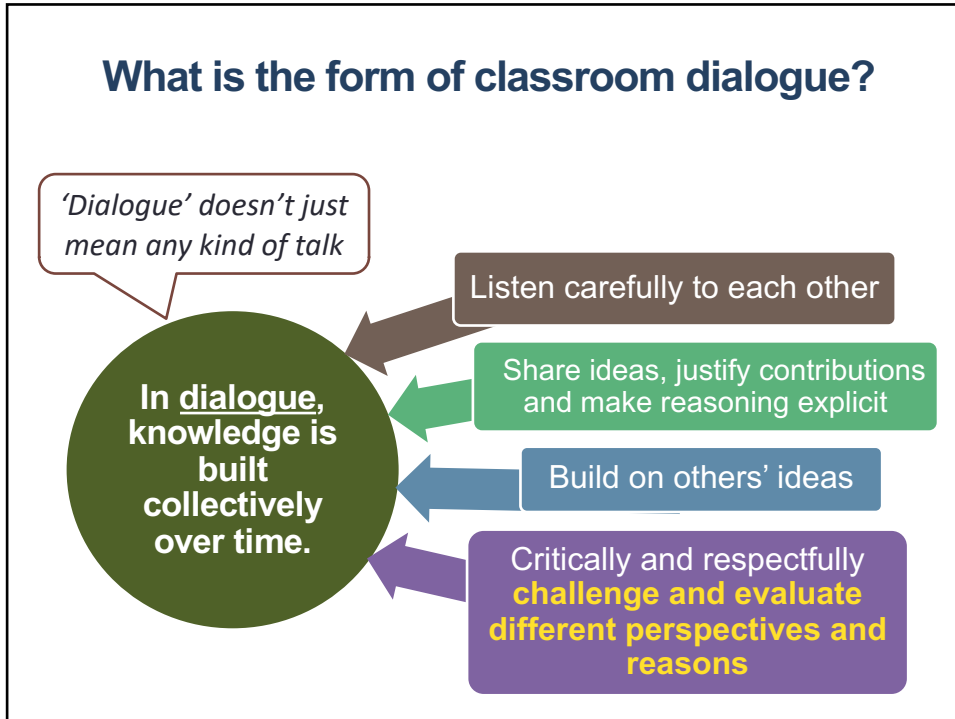 What is the form of classroom dialogue?
‘Dialogue’ doesn’t just
mean any kind of talk
In dialogue,
knowledge is
built
collectively
over time.
Listen carefully to each other
Share ideas, justify contributions
and make reasoning explicit
Build on others’ ideas
Critically and respectfully
challenge and evaluate
different perspectives and
reasons